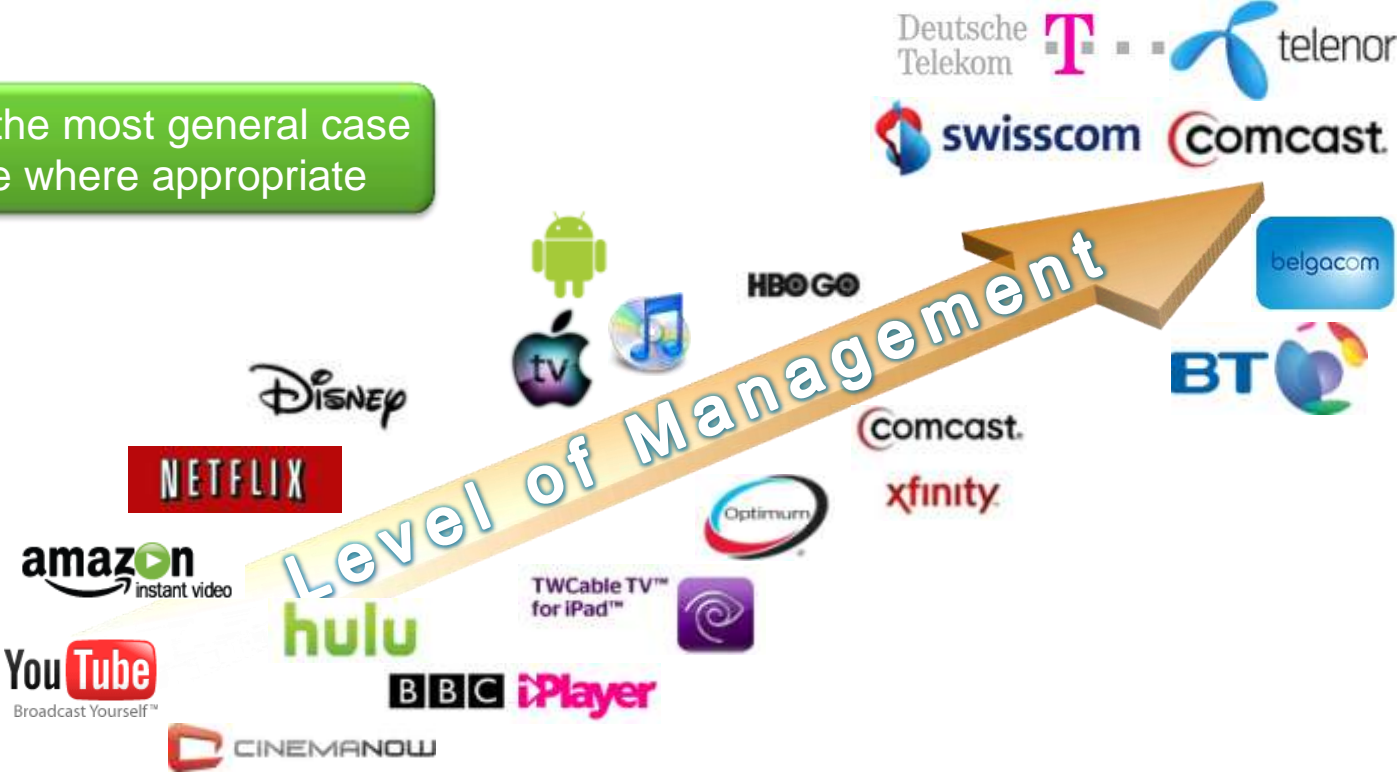 Deutsche
Telekom
T
telenor
swisscom
comcast.
the most general case
e where appropriate
belgacom
HBO GO
BT
tv
Level of Management
Disney
comcast.
xfinity
NETFLIX
Optimum
amazon
instant video
TWCable TV™
for iPad™
hulu
You Tube
Broadcast Yourself™
BBC iPlayer
CINEMANOW